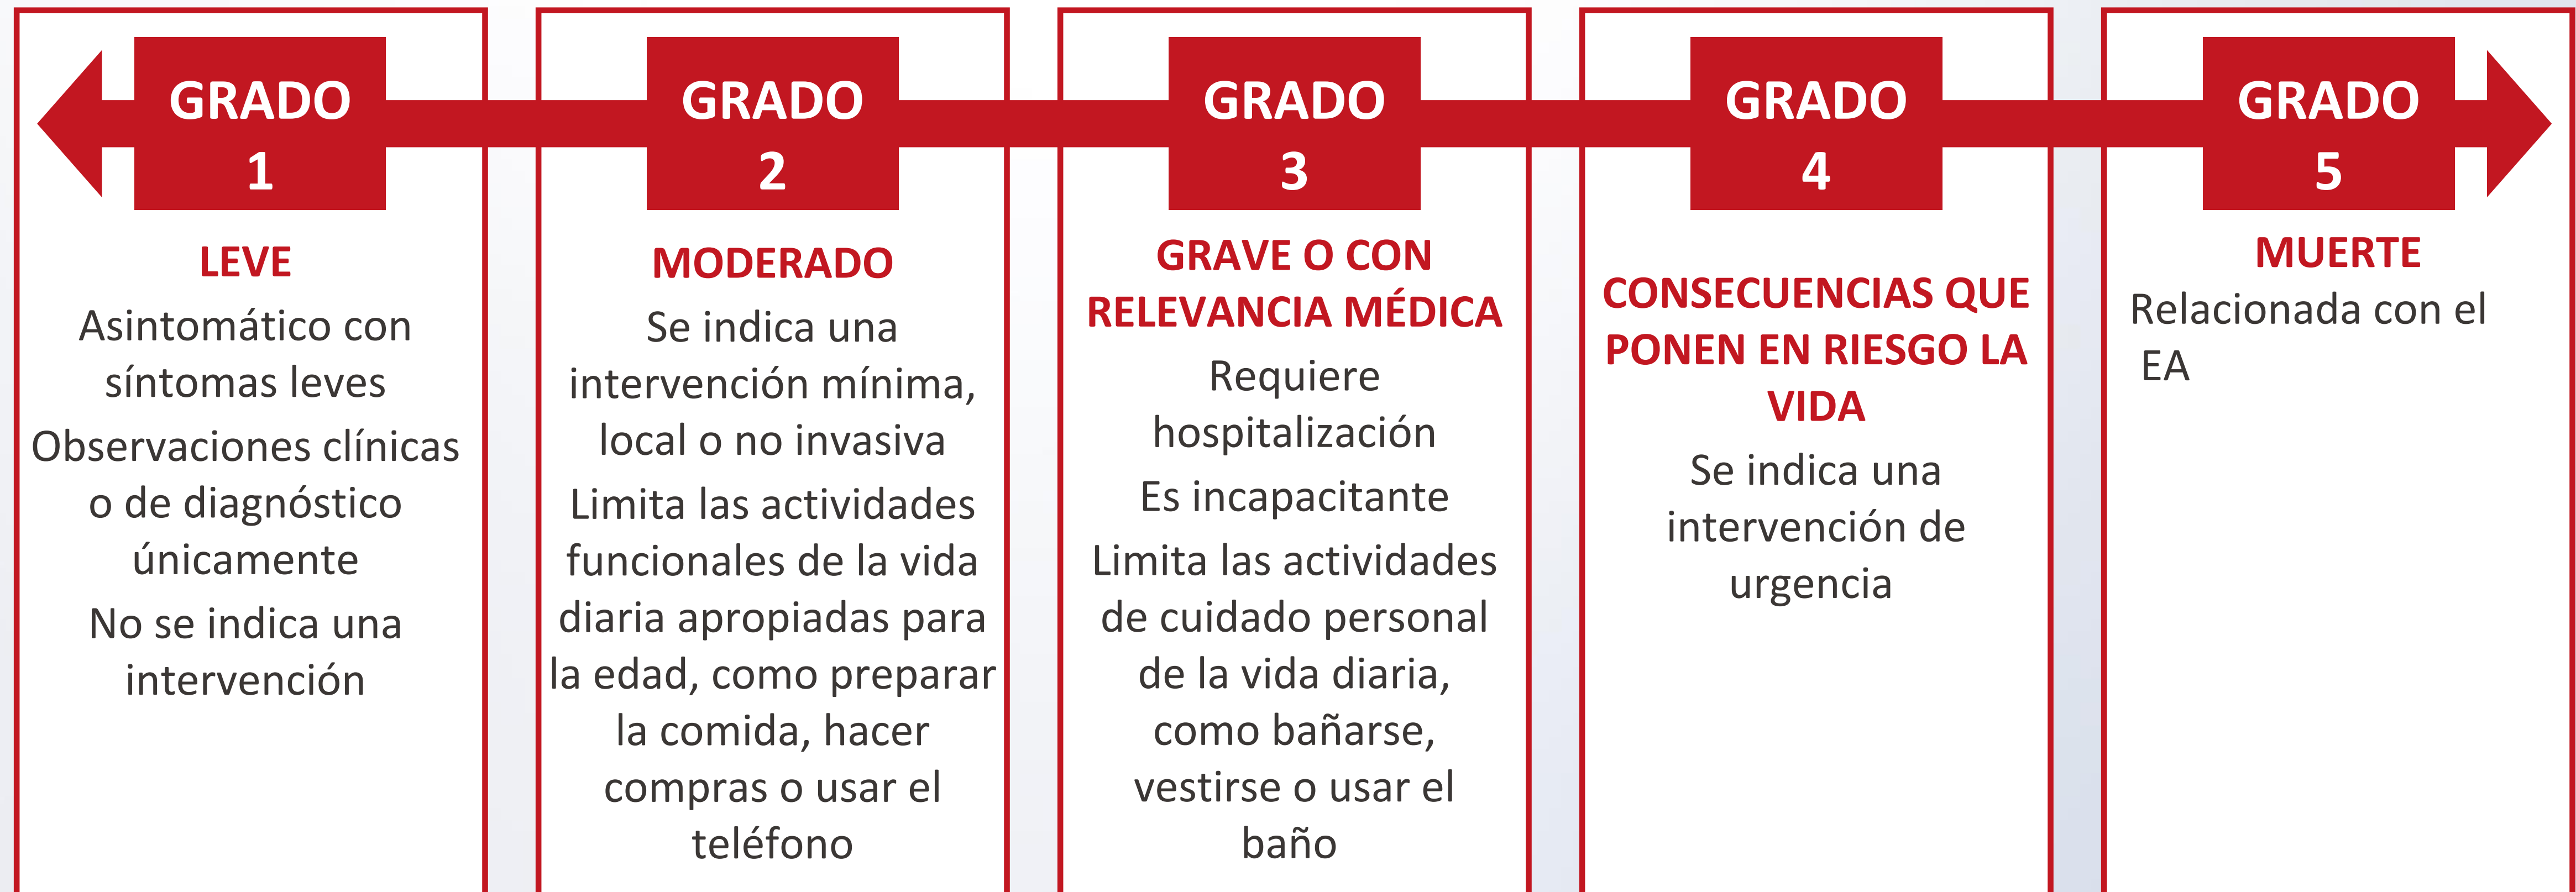 GRADO
1
LEVE
Asintomático con
síntomas leves
Observaciones clínicas
o de diagnóstico
únicamente
No se indica una
intervención
GRADO
2
MODERADO
Se indica una
intervención mínima,
local o no invasiva
Limita las actividades
funcionales de la vida
diaria apropiadas para
la edad, como preparar
la comida, hacer
compras o usar el
teléfono
GRADO
3
GRAVE O CON
RELEVANCIA MÉDICA
Requiere
hospitalización
Es incapacitante
Limita las actividades
de cuidado personal
de la vida diaria,
como bañarse,
vestirse o usar el
baño
GRADO
4
CONSECUENCIAS QUE
PONEN EN RIESGO LA
VIDA
Se indica una
intervención de
urgencia
GRADO
5
MUERTE
Relacionada con el
EA